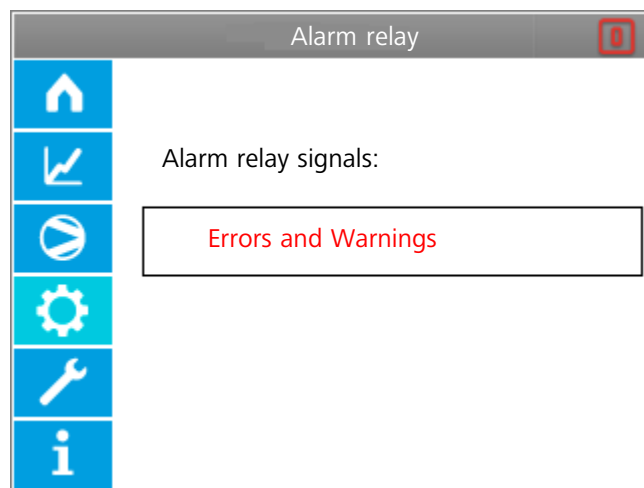 Alarm relay
0
Alarm relay signals:
Errors and Warnings
i